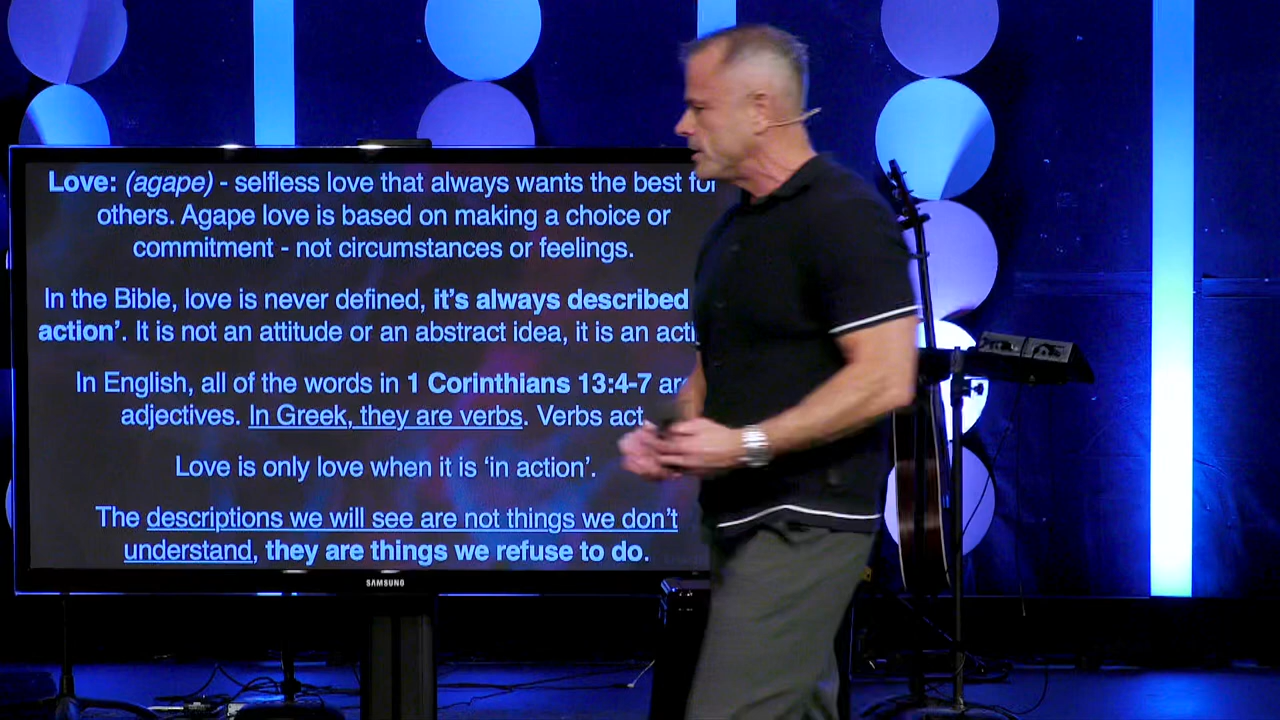 Love: (agape) - selfless love that always wants the best for
others. Agape love is based on making a choice or
commitment - not circumstances or feelings.
In the Bible, love is never defined, it's always described
action'. It is not an attitude or an abstract idea, it is an
In English, all of the words in 1 Corinthians 13:4-7
adjectives. In Greek, they are verbs. Verbs act.
Love is only love when it is 'in action'.
The descriptions we will see are not things we don't
understand, they are things we refuse to do.
SAMSUNG